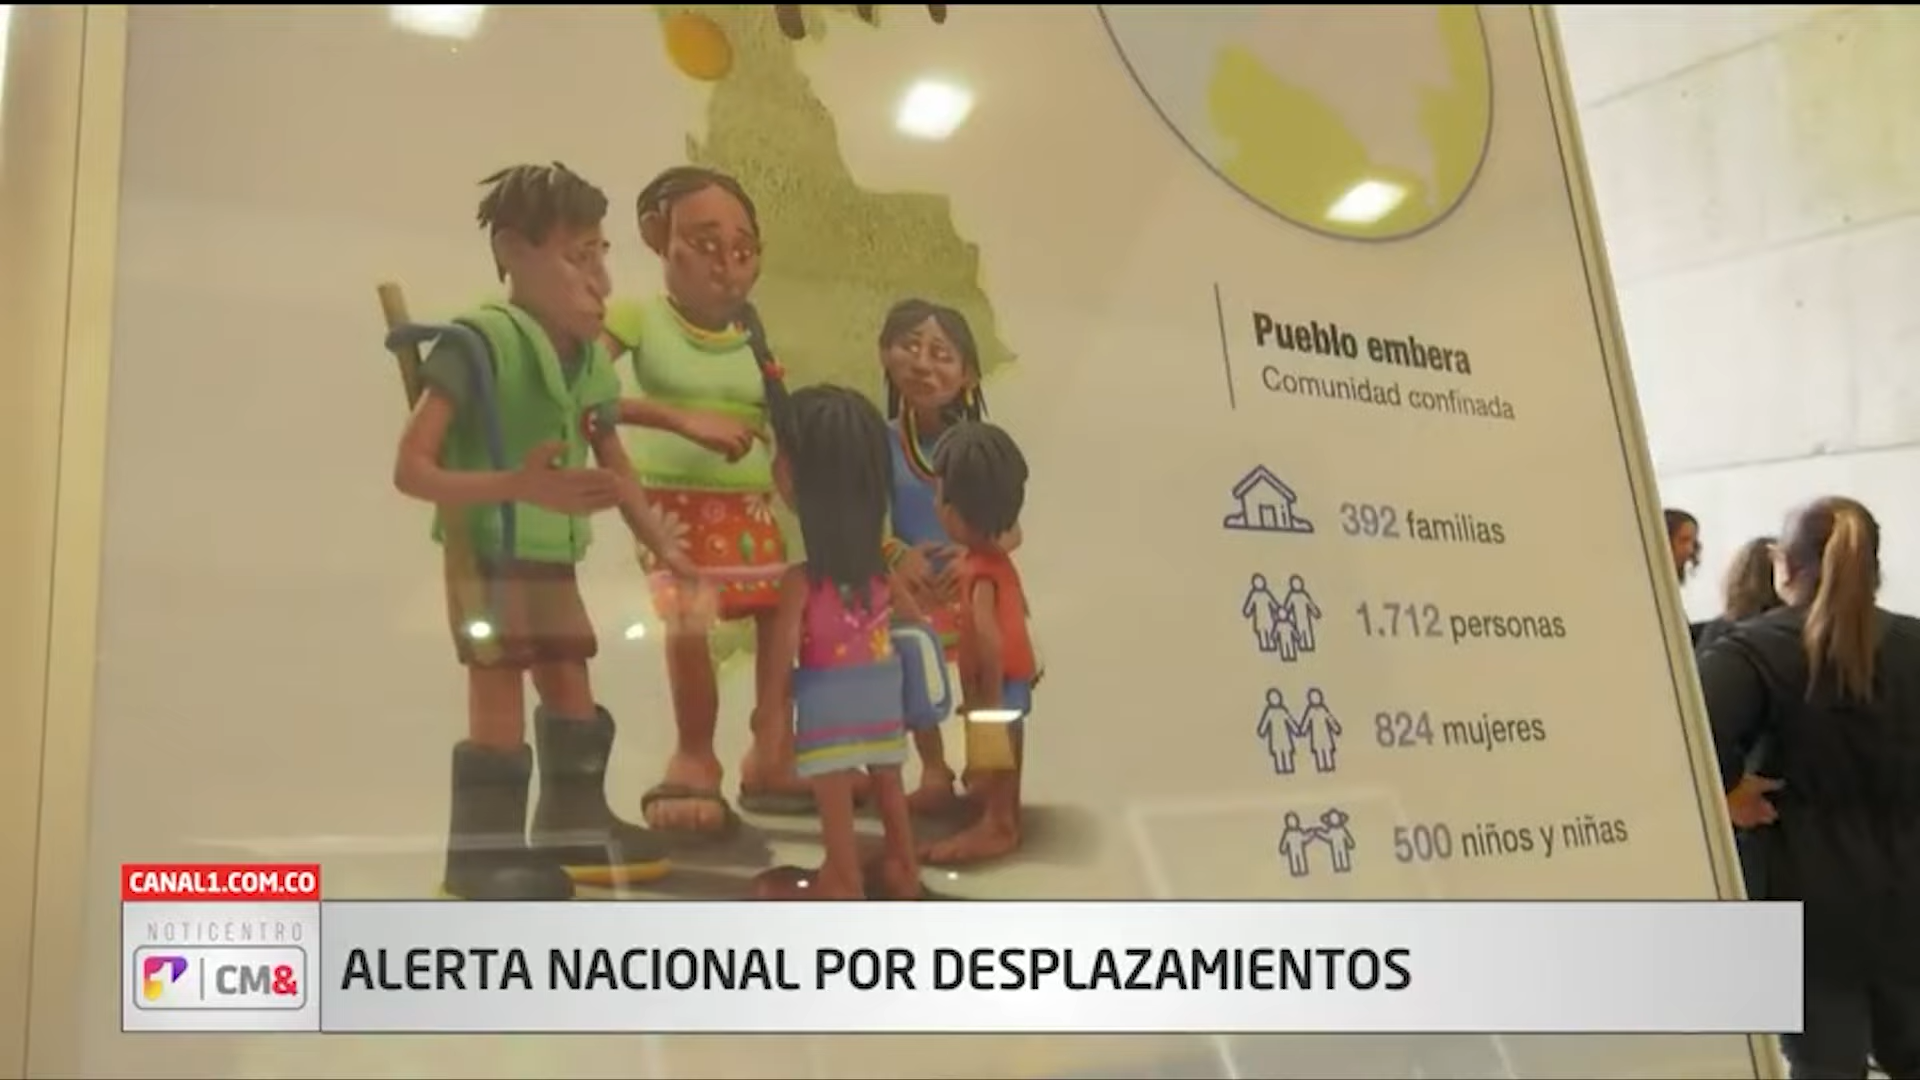 Pueblo embera
Comunidad confinada
392 familias
1.712 personas
824 mujeres
500 niños y niñas
CANAL1.COM.CO
NOTICENTRO
1 | CM&
ALERTA NACIONAL POR DESPLAZAMIENTOS